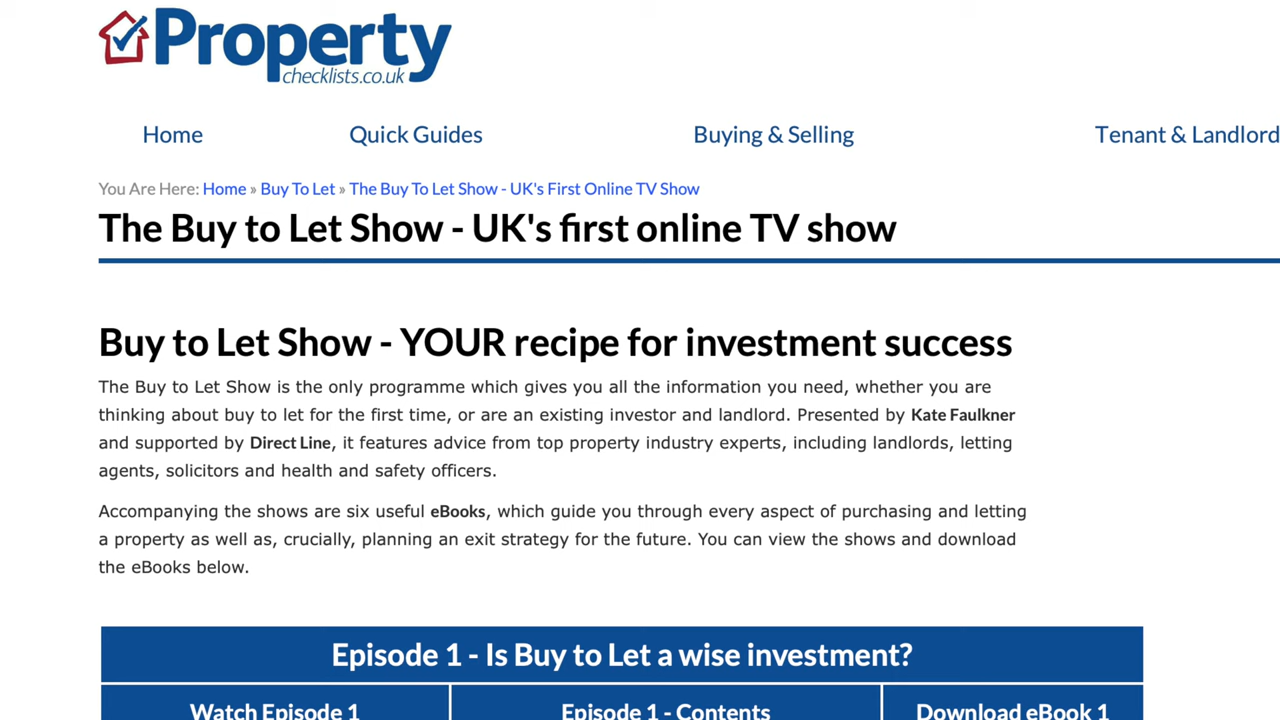 Property
checklists.co.uk
Home Quick Guides Buying & Selling Tenant & Landlord
You Are Here: Home » Buy To Let » The Buy To Let Show - UK's First Online TV Show
The Buy to Let Show - UK's first online TV show
Buy to Let Show - YOUR recipe for investment success
The Buy to Let Show is the only programme which gives you all the information you need, whether you are
thinking about buy to let for the first time, or are an existing investor and landlord. Presented by Kate Faulkner
and supported by Direct Line, it features advice from top property industry experts, including landlords, letting
agents, solicitors and health and safety officers.
Accompanying the shows are six useful eBooks, which guide you through every aspect of purchasing and letting
a property as well as, crucially, planning an exit strategy for the future. You can view the shows and download
the eBooks below.
Episode 1 - Is Buy to Let a wise investment?
Watch Episode 1 Episode 1 - Contents Download eBook 1